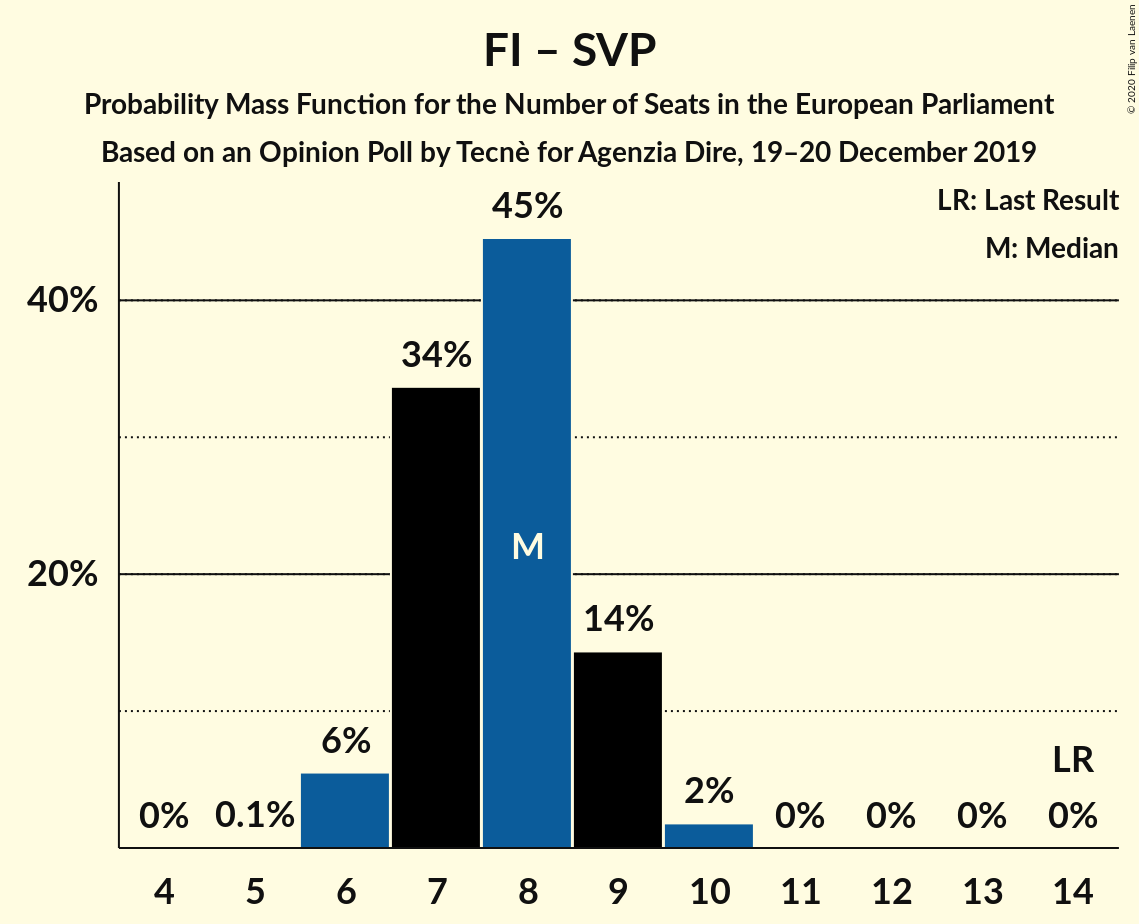 FI – SVP
Probability Mass Function for the Number of Seats in the European Parliament
Based on an Opinion Poll by Tecnè for Agenzia Dire, 19–20 December 2019
© 2020 Filip van Laenen
LR: Last Result
M: Median
45%
40%
34%
M
20%
14%
6%
LR
2%
0%
0.1%
0%
0%
0%
0%
4 5 6 7 8 9 10 11 12 13 14